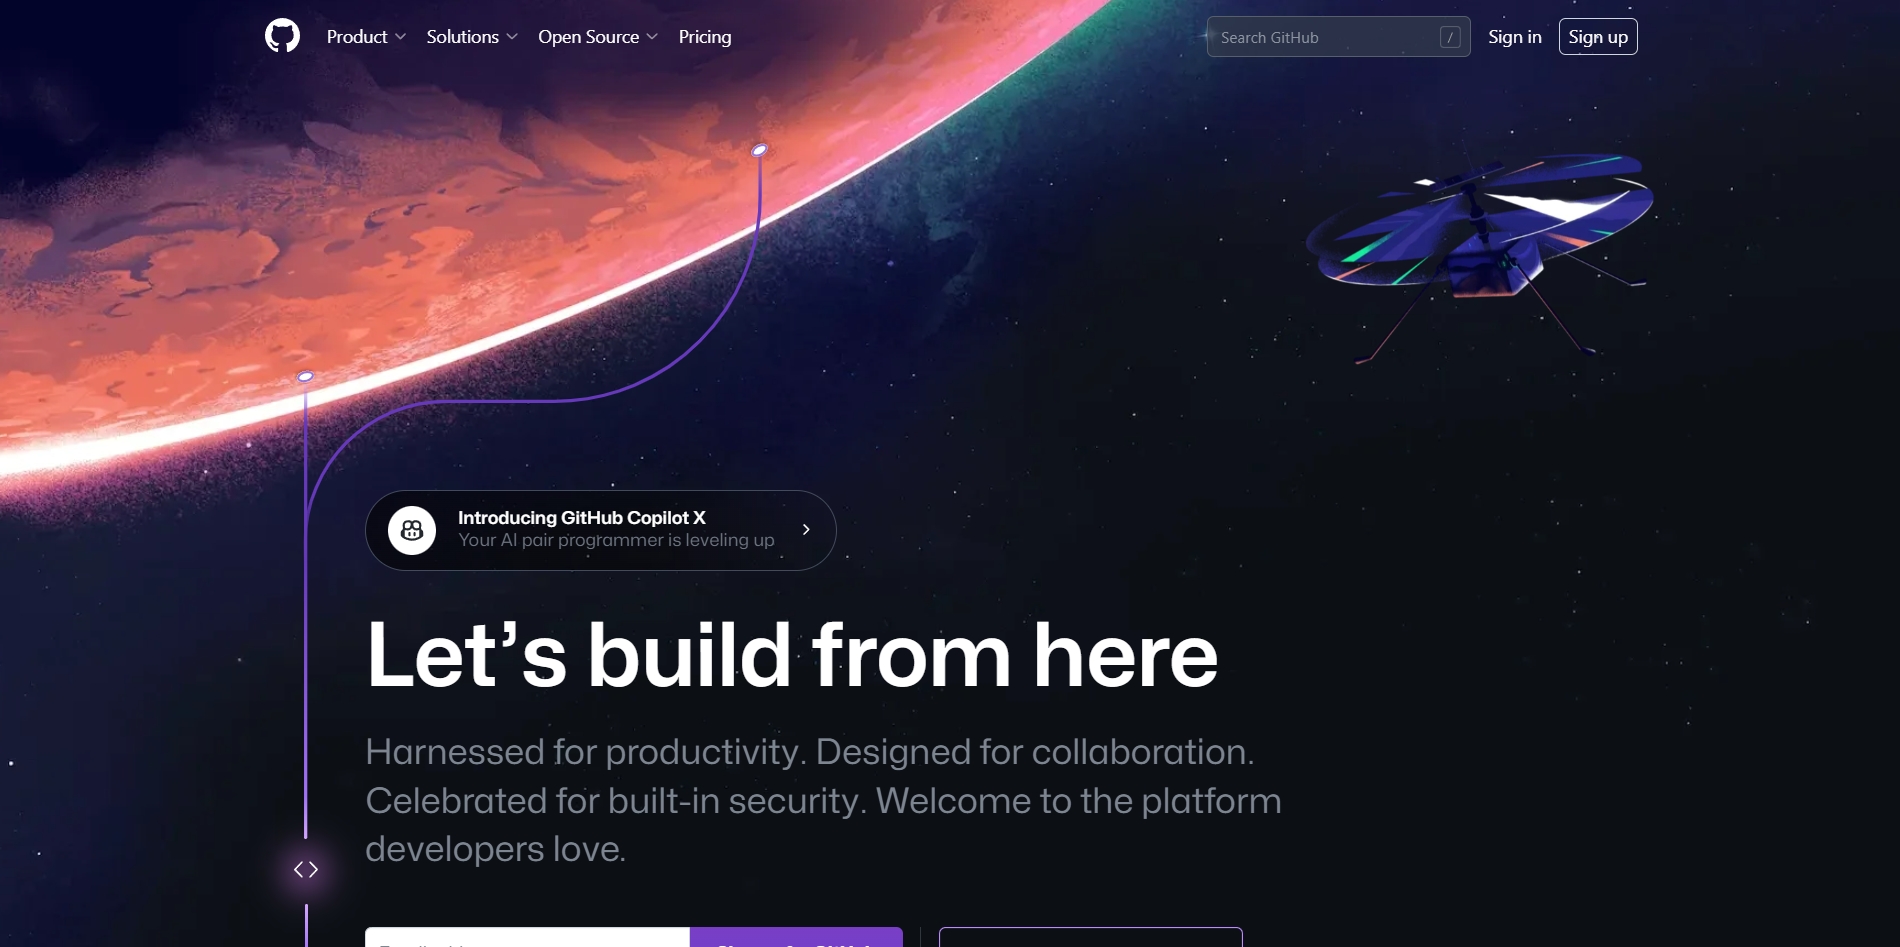 Product
Solutions
Open Source
Pricing
Search GitHub
/
Sign in
Sign up
Introducing GitHub Copilot X
Your AI pair programmer is leveling up
Let’s build from here
Harnessed for productivity. Designed for collaboration.
Celebrated for built-in security. Welcome to the platform
developers love.